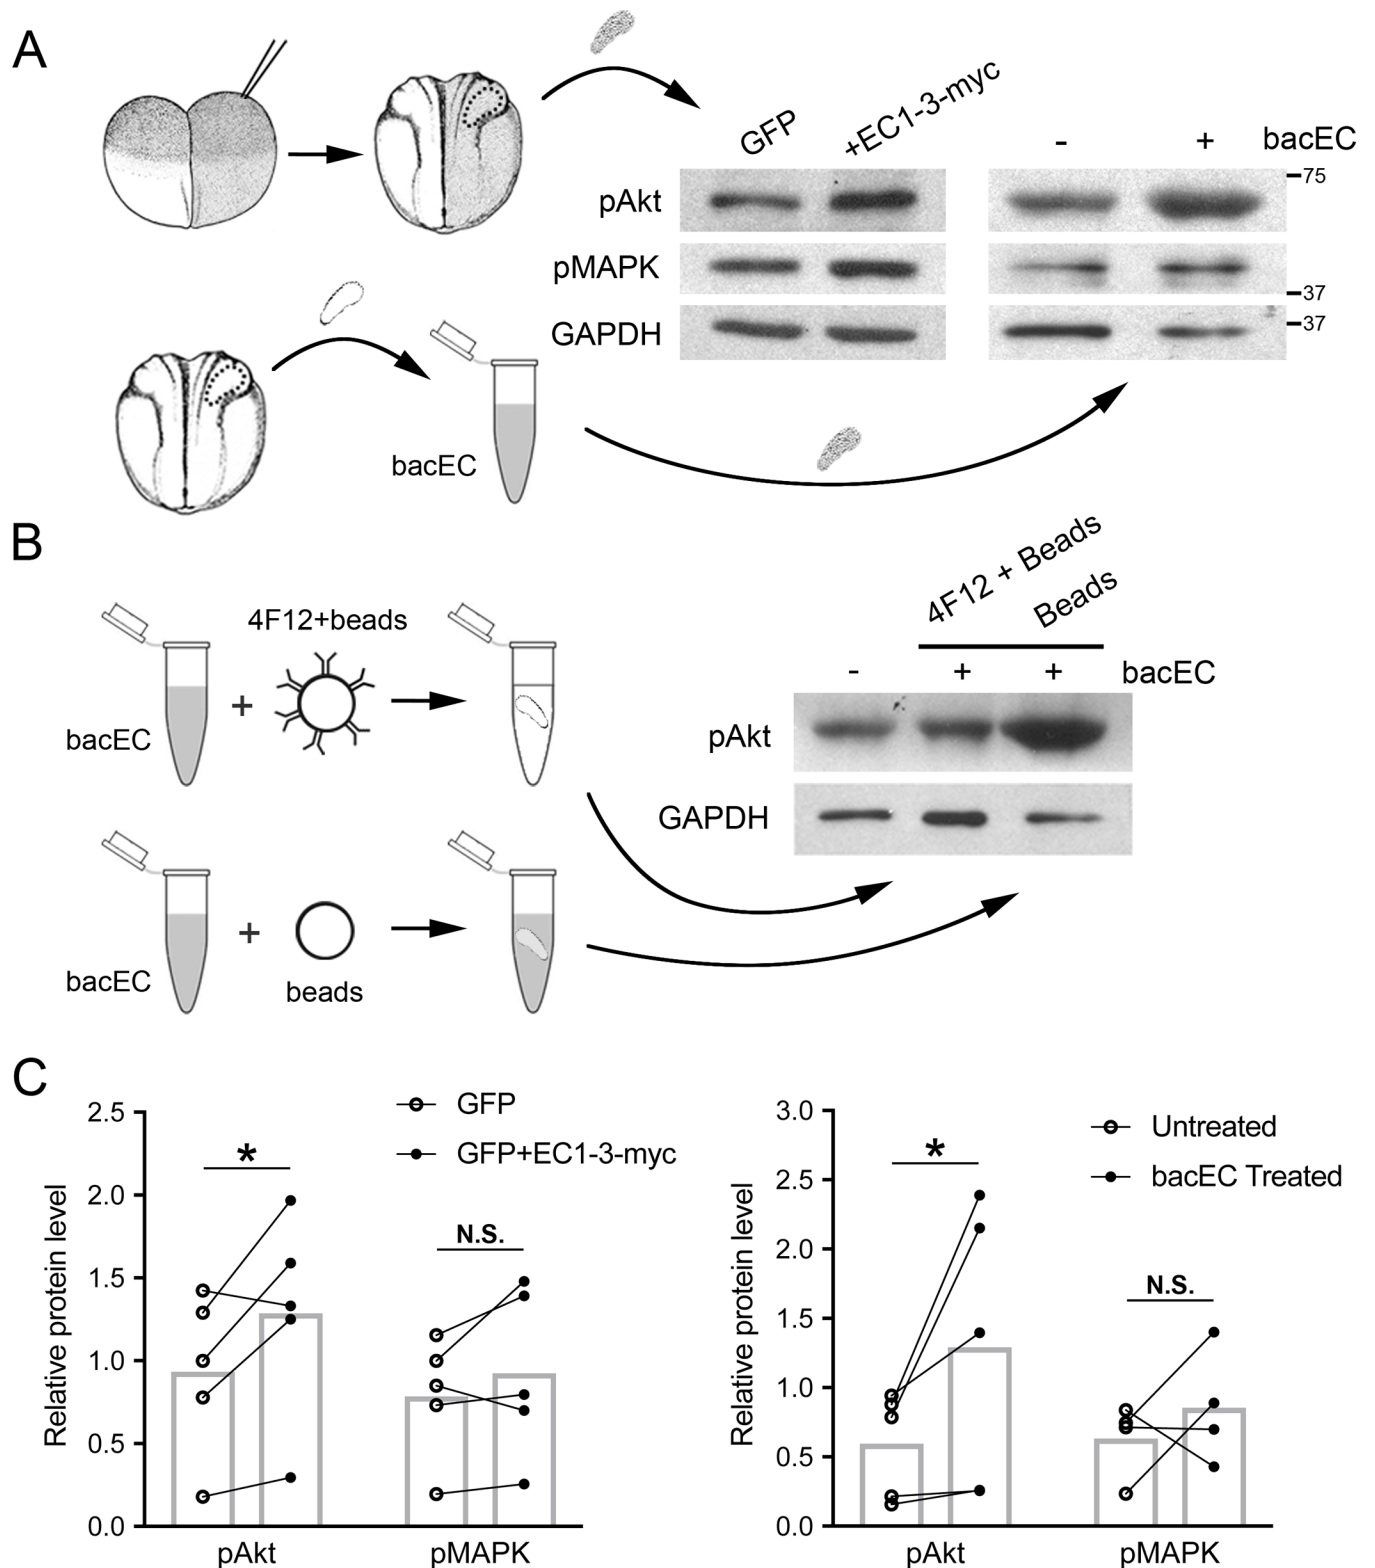 A
GFP
+EC1-3-myc
- + bacEC
pAkt
75
pMAPK
37
GAPDH
37
bacEC
B
4F12+beads
+
bacEC
4F12 + Beads
Beads
- + + bacEC
pAkt
GAPDH
+
bacEC
beads
C
GFP
GFP+EC1-3-myc
Relative protein level
2.5
2.0
1.5
1.0
0.5
0.0
*
N.S.
pAkt pMAPK
Untreated
bacEC Treated
Relative protein level
3.0
2.5
2.0
1.5
1.0
0.5
0.0
*
N.S.
pAkt pMAPK